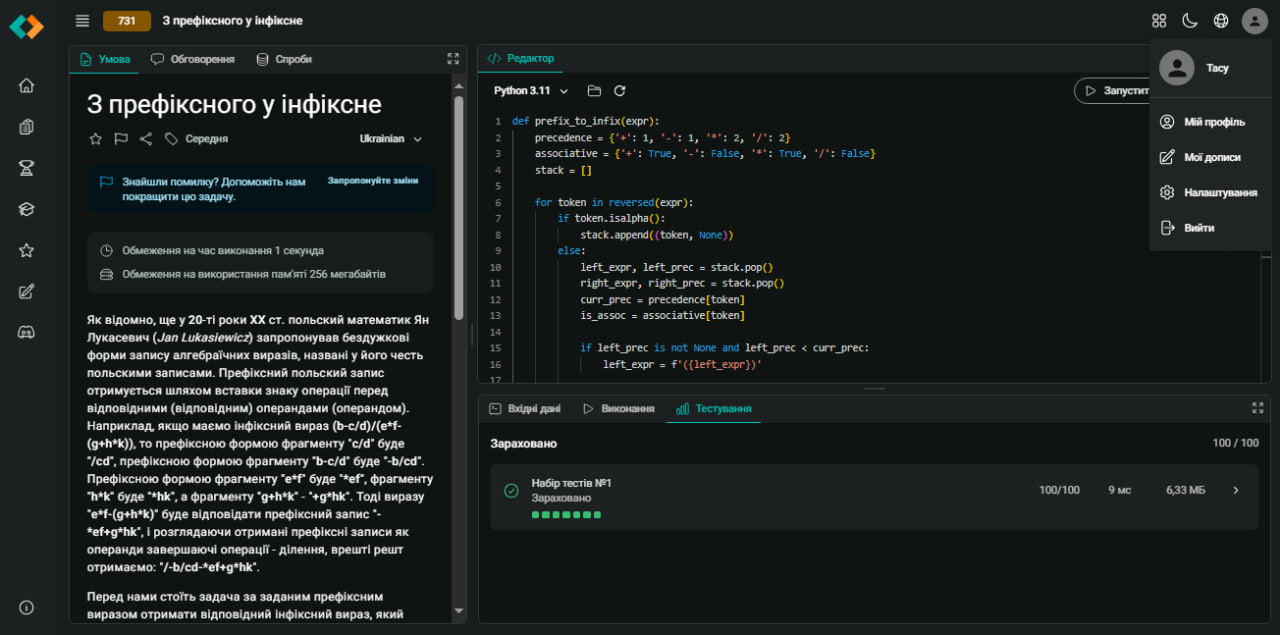 731 З префіксного у інфіксне
Умова Обговорення Спроби
З префіксного у інфіксне
Середня Ukrainian
Знайшли помилку? Допоможіть нам покращити цю задачу.
Запропонуйте зміни
Обмеження на час виконання 1 секунда
Обмеження на використання пам'яті 256 мегабайтів
Як відомо, ще у 20-ті роки XX ст. польский математик Ян
Лукасевич (Jan Lukasiewicz) запропонував бездужкові
форми запису алгебраїчних виразів, названі у його честь
польскими записами. Префіксний польский запис
отримується шляхом вставки знаку операції перед
відповідними (відповідним) операндами (операндом).
Наприклад, якщо маємо інфіксний вираз (b-c/d)/(e*f-
(g+h*k)), то префіксною формою фрагменту "c/d" буде
"/cd", префіксною формою фрагменту "b-c/d" буде "-b/cd".
Префіксною формою фрагменту "e*f" буде "*ef", фрагменту
"h*k" буде "*hk", а фрагменту "g+h*k" - "+g*hk". Тоді виразу
"e*f-(g+h*k)" буде відповідати префіксний запис "-
*ef+g*hk", і розглядаючи отримані префіксні записи як
операнди завершаючі операції - ділення, врешті решт
отримаємо: "/-b/cd-*ef+g*hk".
Перед нами стоїть задача за заданим префіксним
виразом отримати відповідний інфіксний вираз, який
Редактор
Python 3.11
Запустит
1 def prefix_to_infix(expr):
2 precedence = {'+': 1, '-': 1, '*': 2, '/': 2}
3 associative = {'+': True, '-': False, '*': True, '/': False}
4 stack = []
5
6 for token in reversed(expr):
7 if token.isalpha():
8 stack.append((token, None))
9 else:
10 left_expr, left_prec = stack.pop()
11 right_expr, right_prec = stack.pop()
12 curr_prec = precedence[token]
13 is_assoc = associative[token]
14
15 if left_prec is not None and left_prec < curr_prec:
16 left_expr = f'({left_expr})'
17
Тасу
Мій профіль
Мої дописи
Налаштування
Вийти
Вхідні дані Виконання Тестування
Зараховано 100 / 100
Набір тестів №1
Зараховано
100/100 9 мс 6,33 МБ